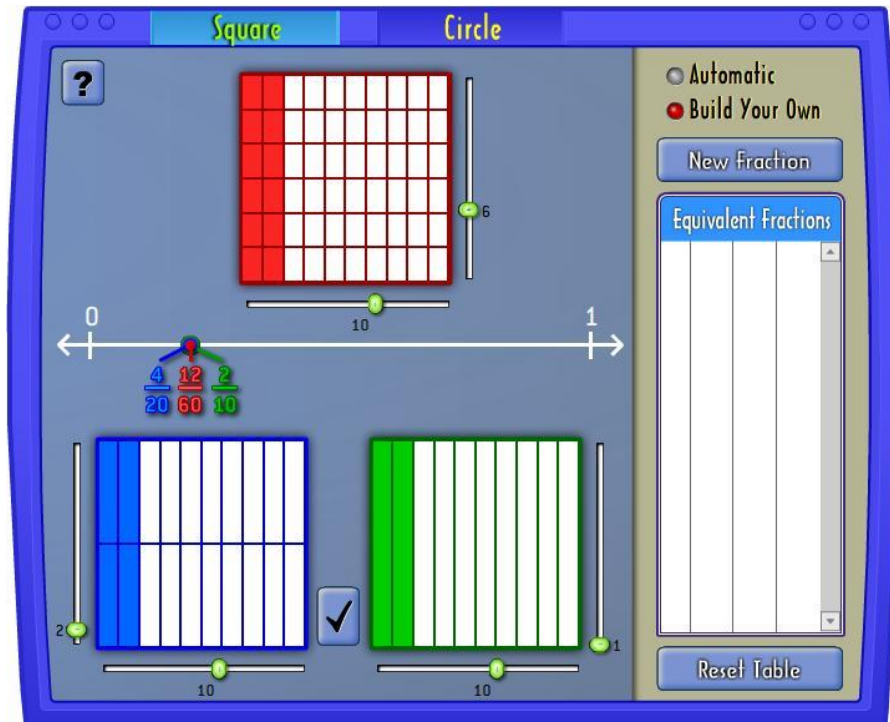 Square Circle
?
Automatic
Build Your Own
New Fraction
Equivalent Fractions
6
10
0 1
4/20 12/60 2/10
2
10
1
10
Reset Table